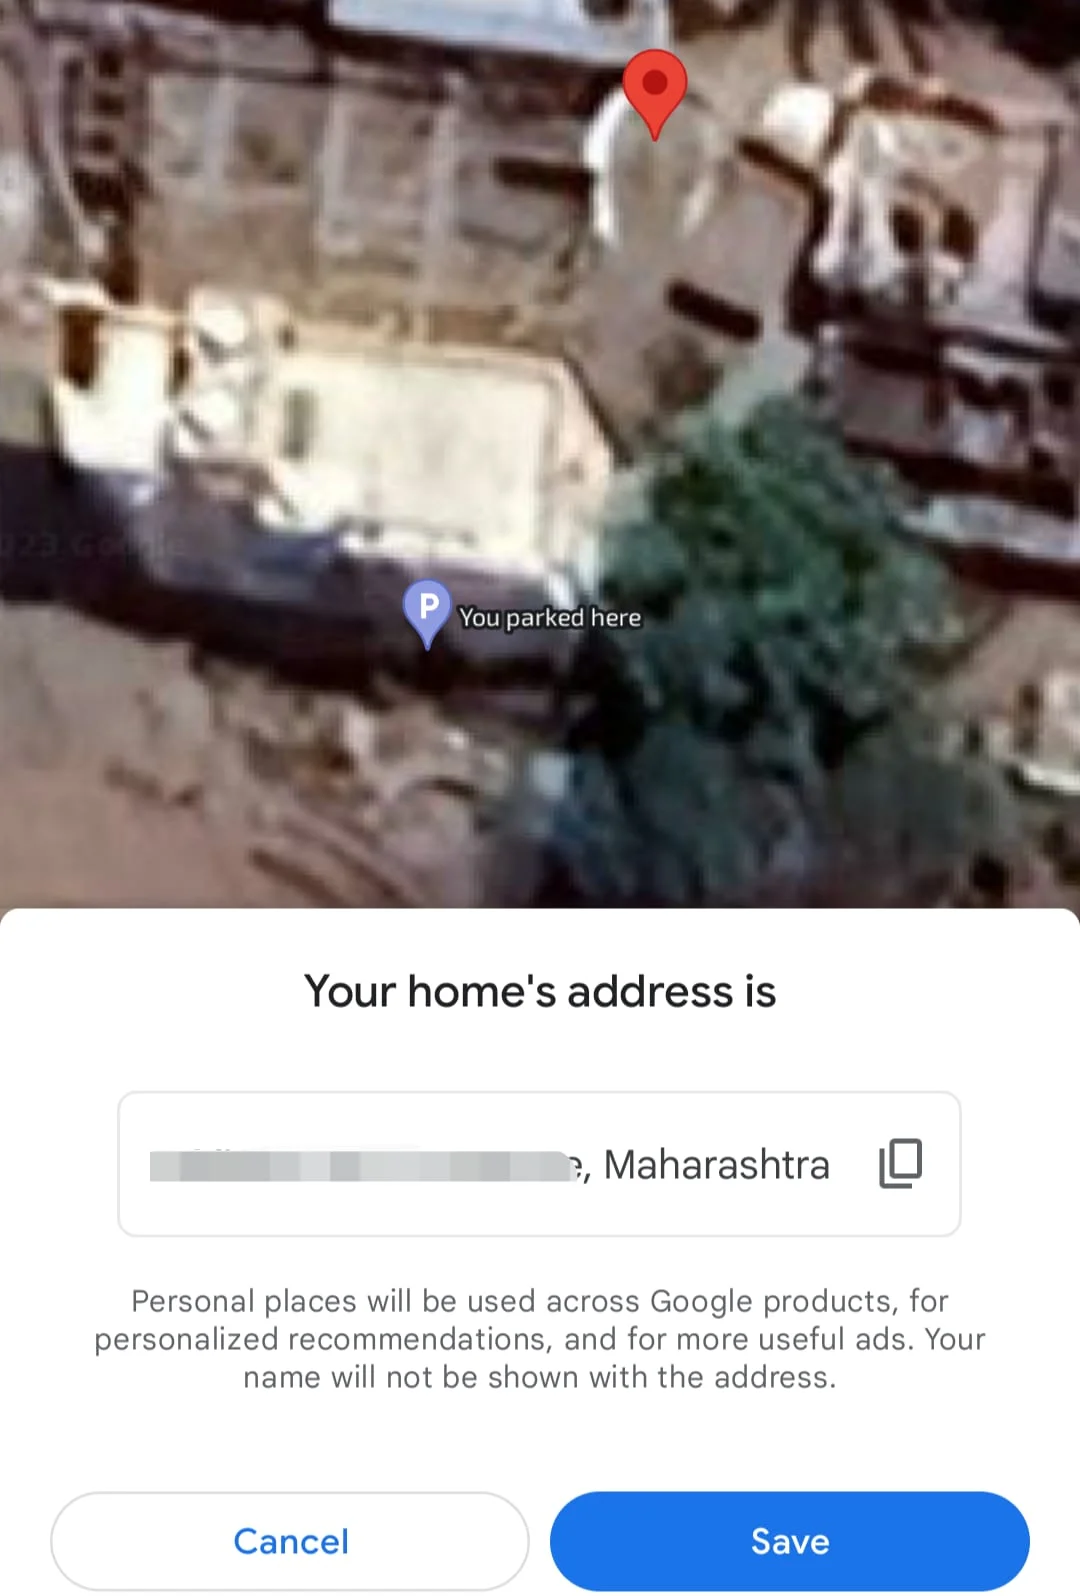 P You parked here
Your home's address is
, Maharashtra
Personal places will be used across Google products, for
personalized recommendations, and for more useful ads. Your
name will not be shown with the address.
Cancel Save